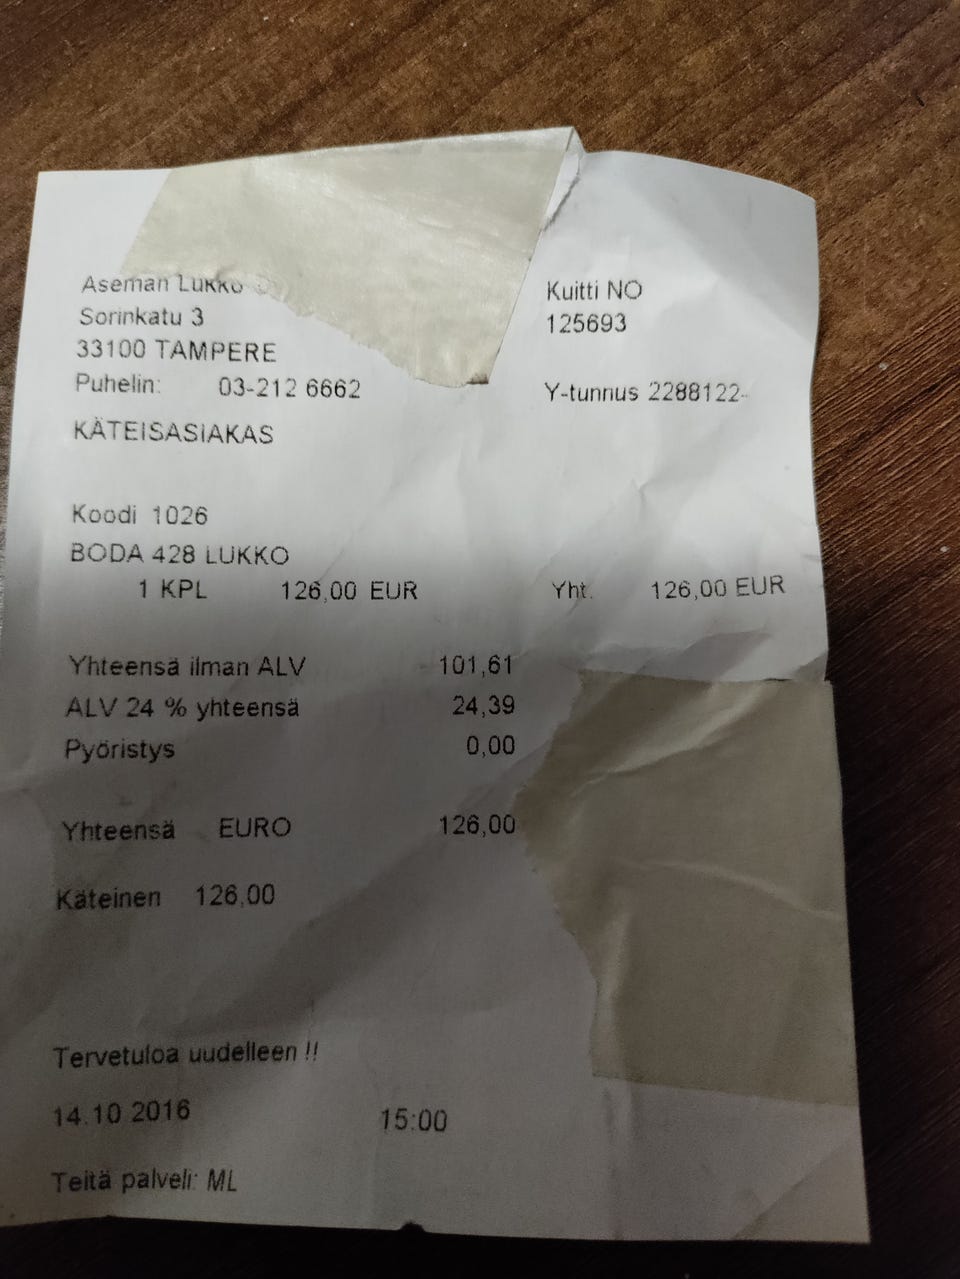 Aseman Lukko
Sorinkatu 3
33100 TAMPERE
Puhelin: 03-212 6662
Kuitti NO
125693
Y-tunnus 2288122-
KÄTEISASIAKAS
Koodi 1026
BODA 428 LUKKO
1 KPL 126,00 EUR Yht. 126,00 EUR
Yhteensä ilman ALV 101,61
ALV 24 % yhteensä 24,39
Pyöristys 0,00
Yhteensä EURO 126,00
Käteinen 126,00
Tervetuloa uudelleen !!
14.10 2016 15:00
Teitä palveli: ML